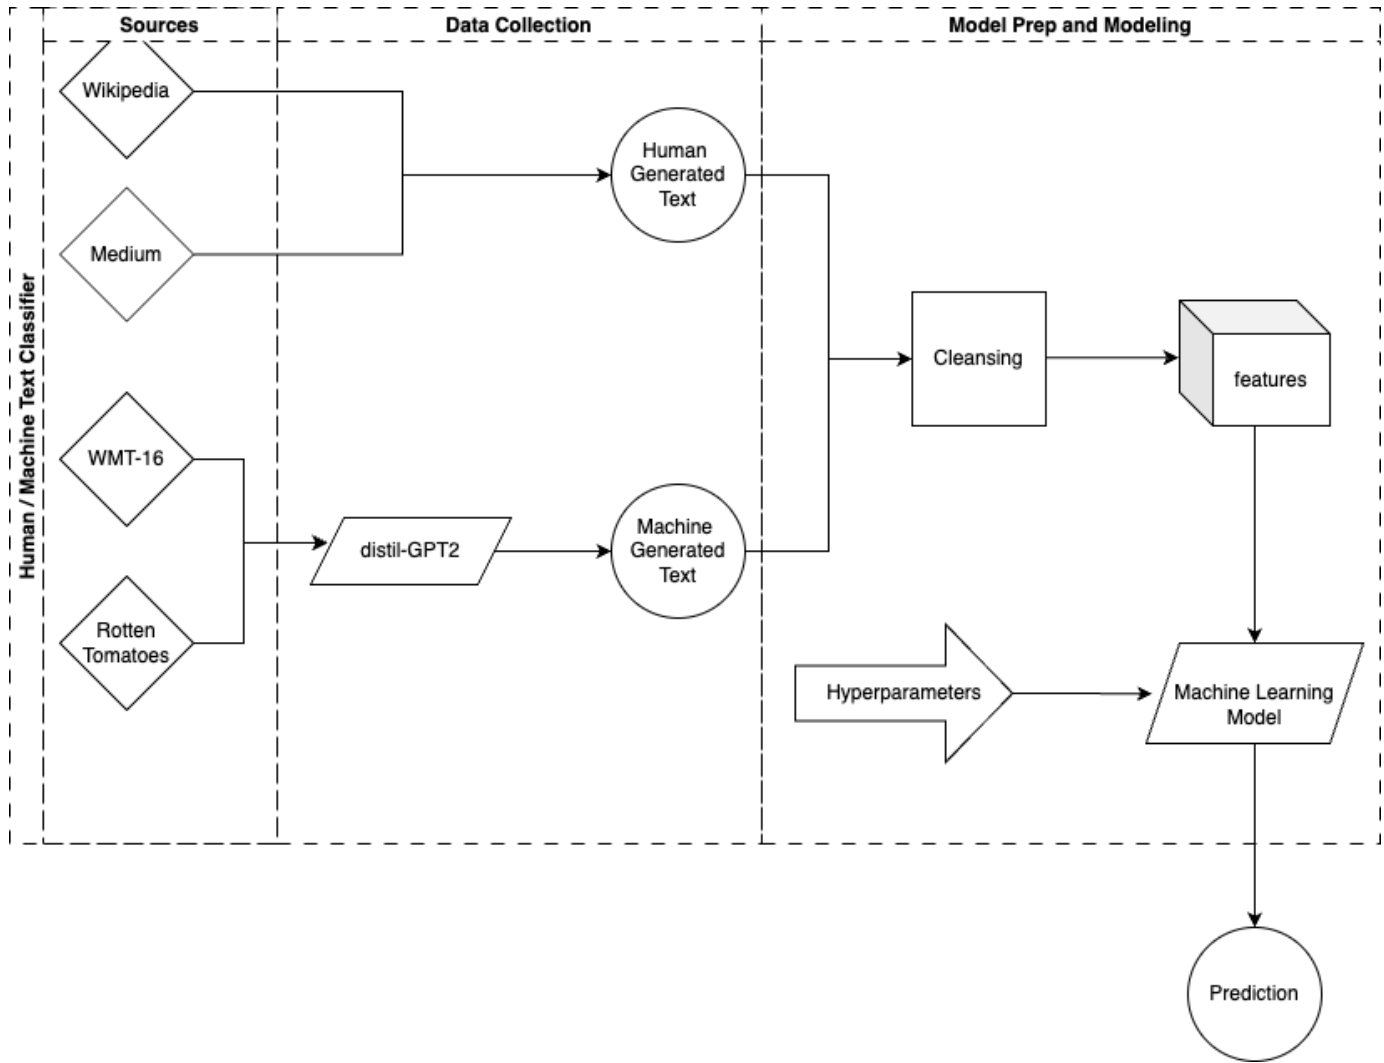 Sources
Data Collection
Model Prep and Modeling
Human / Machine Text Classifier
Wikipedia
Medium
WMT-16
Rotten
Tomatoes
distil-GPT2
Human
Generated
Text
Machine
Generated
Text
Cleansing
features
Hyperparameters
Machine Learning
Model
Prediction